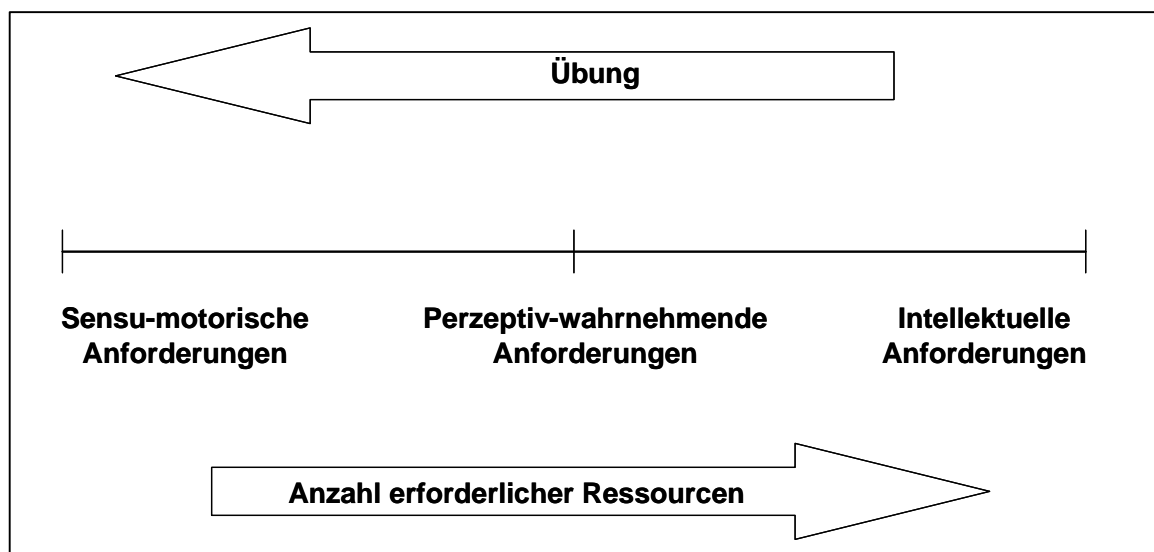 Übung
Sensu-motorische
Anforderungen
Perzeptiv-wahrnehmende
Anforderungen
Intellektuelle
Anforderungen
Anzahl erforderlicher Ressourcen